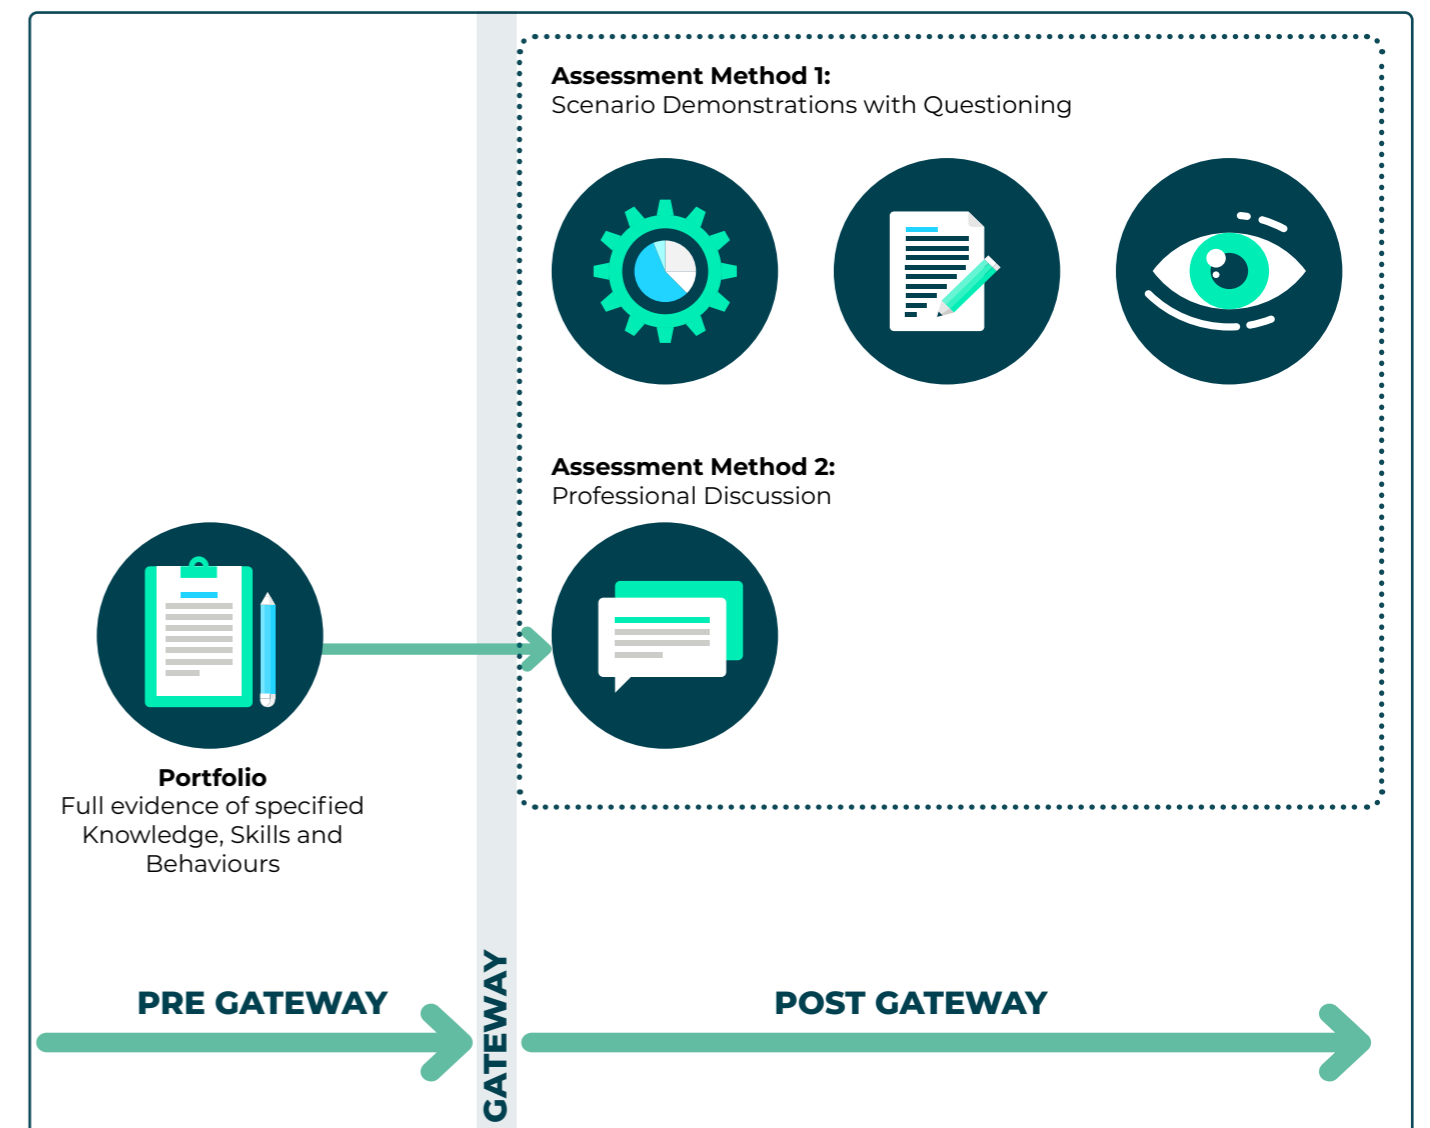 Assessment Method 1:
Scenario Demonstrations with Questioning
Assessment Method 2:
Professional Discussion
Portfolio
Full evidence of specified
Knowledge, Skills and
Behaviours
PRE GATEWAY
GATEWAY
POST GATEWAY